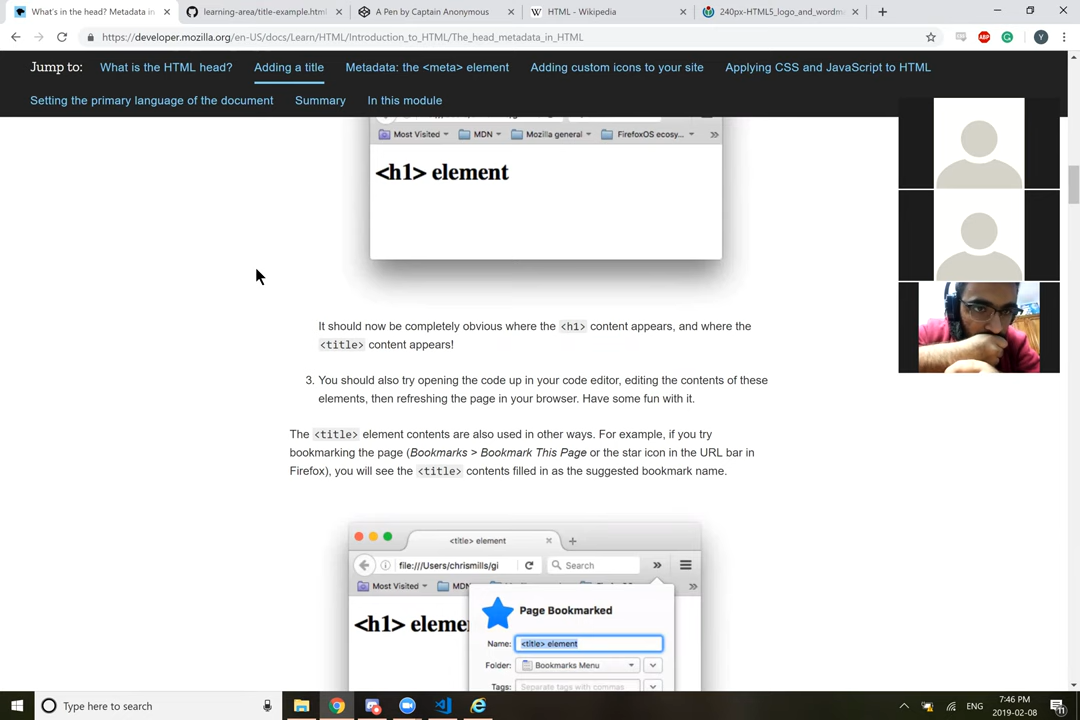 What's in the head? Metadata in
learning-area/title-example.html
A Pen by Captain Anonymous
HTML - Wikipedia
240px-HTML5_logo_and_wordm
https://developer.mozilla.org/en-US/docs/Learn/HTML/Introduction_to_HTML/The_head_metadata_in_HTML
ABP
G
Y
Jump to:
What is the HTML head?
Adding a title
Metadata: the <meta> element
Adding custom icons to your site
Applying CSS and JavaScript to HTML
Setting the primary language of the document
Summary
In this module
Most Visited
MDN
Mozilla general
FirefoxOS ecosy...
<h1> element
It should now be completely obvious where the <h1> content appears, and where the
<title> content appears!
3. You should also try opening the code up in your code editor, editing the contents of these
elements, then refreshing the page in your browser. Have some fun with it.
The <title> element contents are also used in other ways. For example, if you try
bookmarking the page (Bookmarks > Bookmark This Page or the star icon in the URL bar in
Firefox), you will see the <title> contents filled in as the suggested bookmark name.
<title> element
file:///Users/chrismills/gi
Search
Most Visited
MDN
<h1> eleme
Page Bookmarked
Name: <title> element
Folder: Bookmarks Menu
Tags: Separate tags with commas
Type here to search
ENG
7:46 PM
2019-02-08